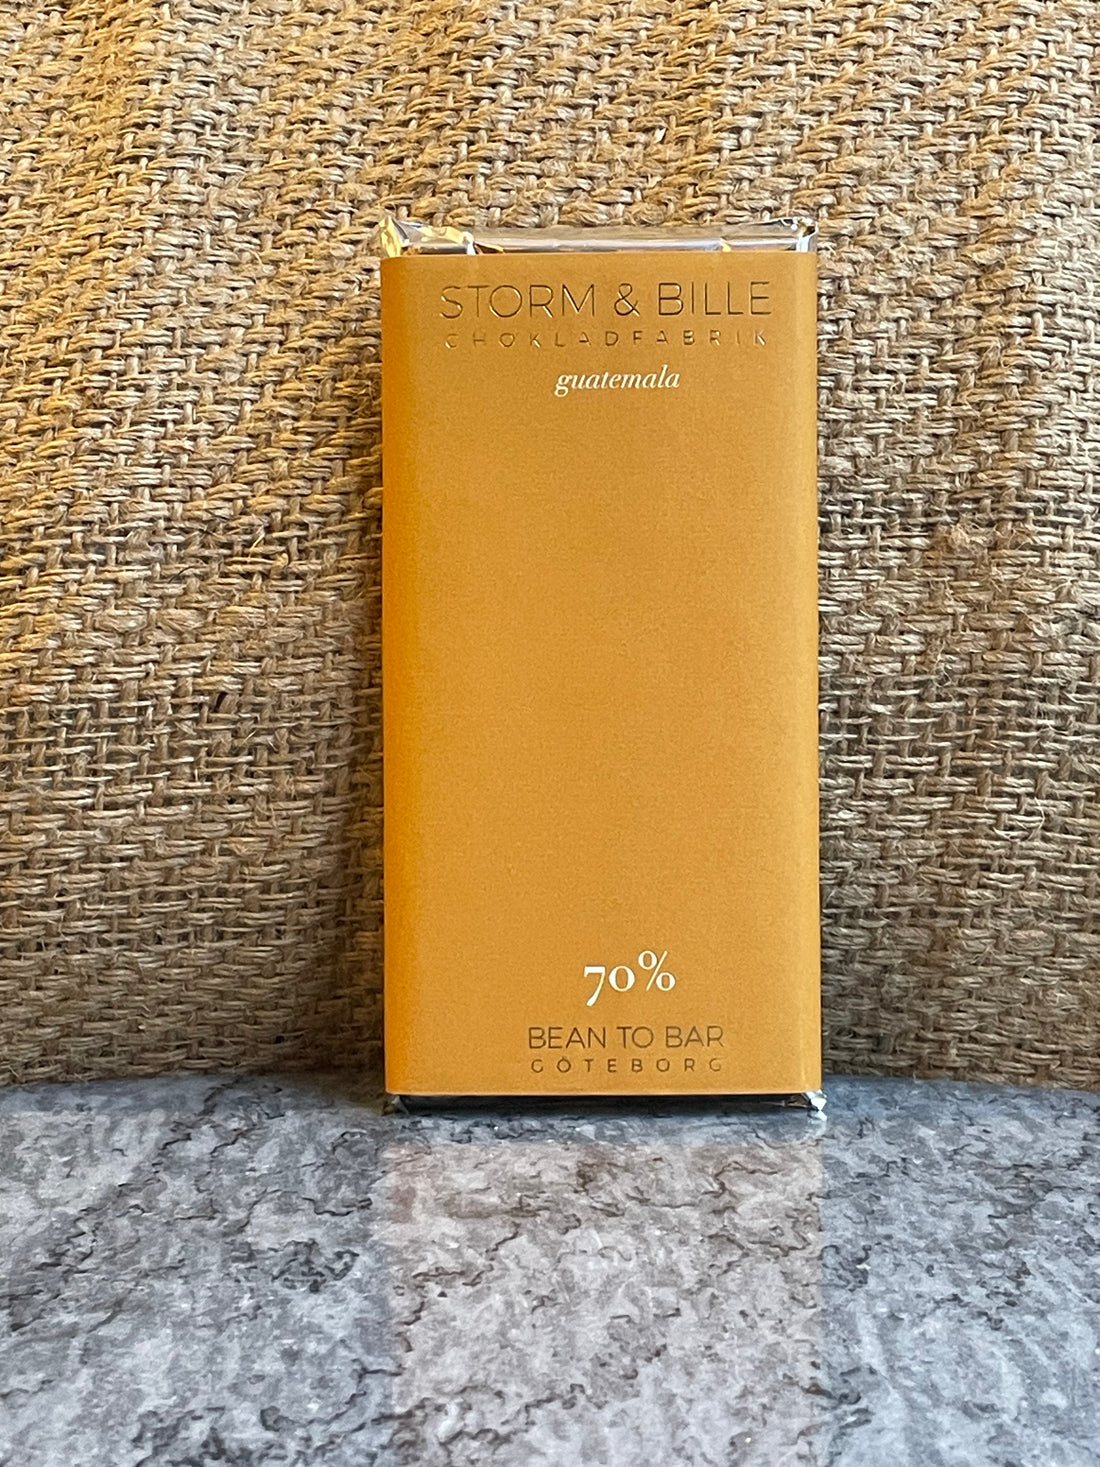 STORM & BILLE
CHOKLADFABRIK
guatemala
70%
BEAN TO BAR
GÖTEBORG